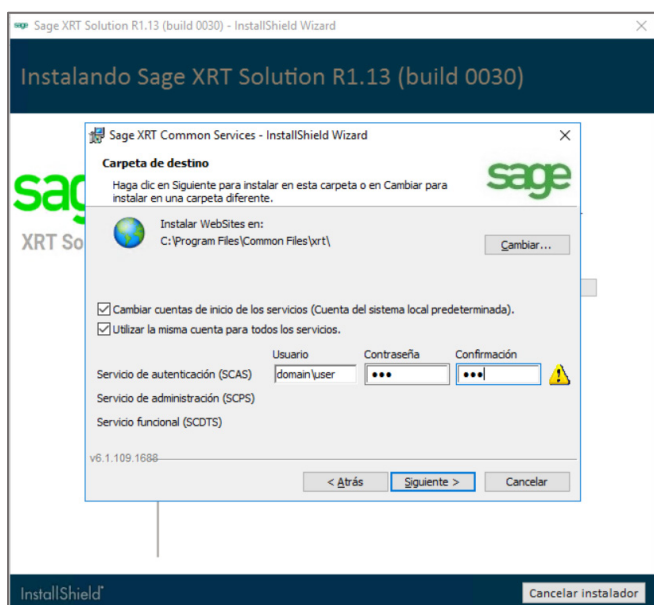 Sage XRT Solution R1.13 (build 0030) - InstallShield Wizard
Instalando Sage XRT Solution R1.13 (build 0030)
Sage XRT Common Services - InstallShield Wizard
Carpeta de destino
Haga clic en Siguiente para instalar en esta carpeta o en Cambiar para
instalar en una carpeta diferente.
sage
sag
Instalar WebSites en:
C:\Program Files\Common Files\xrt\
Cambiar...
XRT So
Cambiar cuentas de inicio de los servicios (Cuenta del sistema local predeterminada).
Utilizar la misma cuenta para todos los servicios.
Usuario Contraseña Confirmación
Servicio de autenticación (SCAS) domain\user ●●● ●●●
Servicio de administración (SCPS)
Servicio funcional (SCDTS)
v6.1.109.1688
< Atrás Siguiente > Cancelar
InstallShield
Cancelar instalador